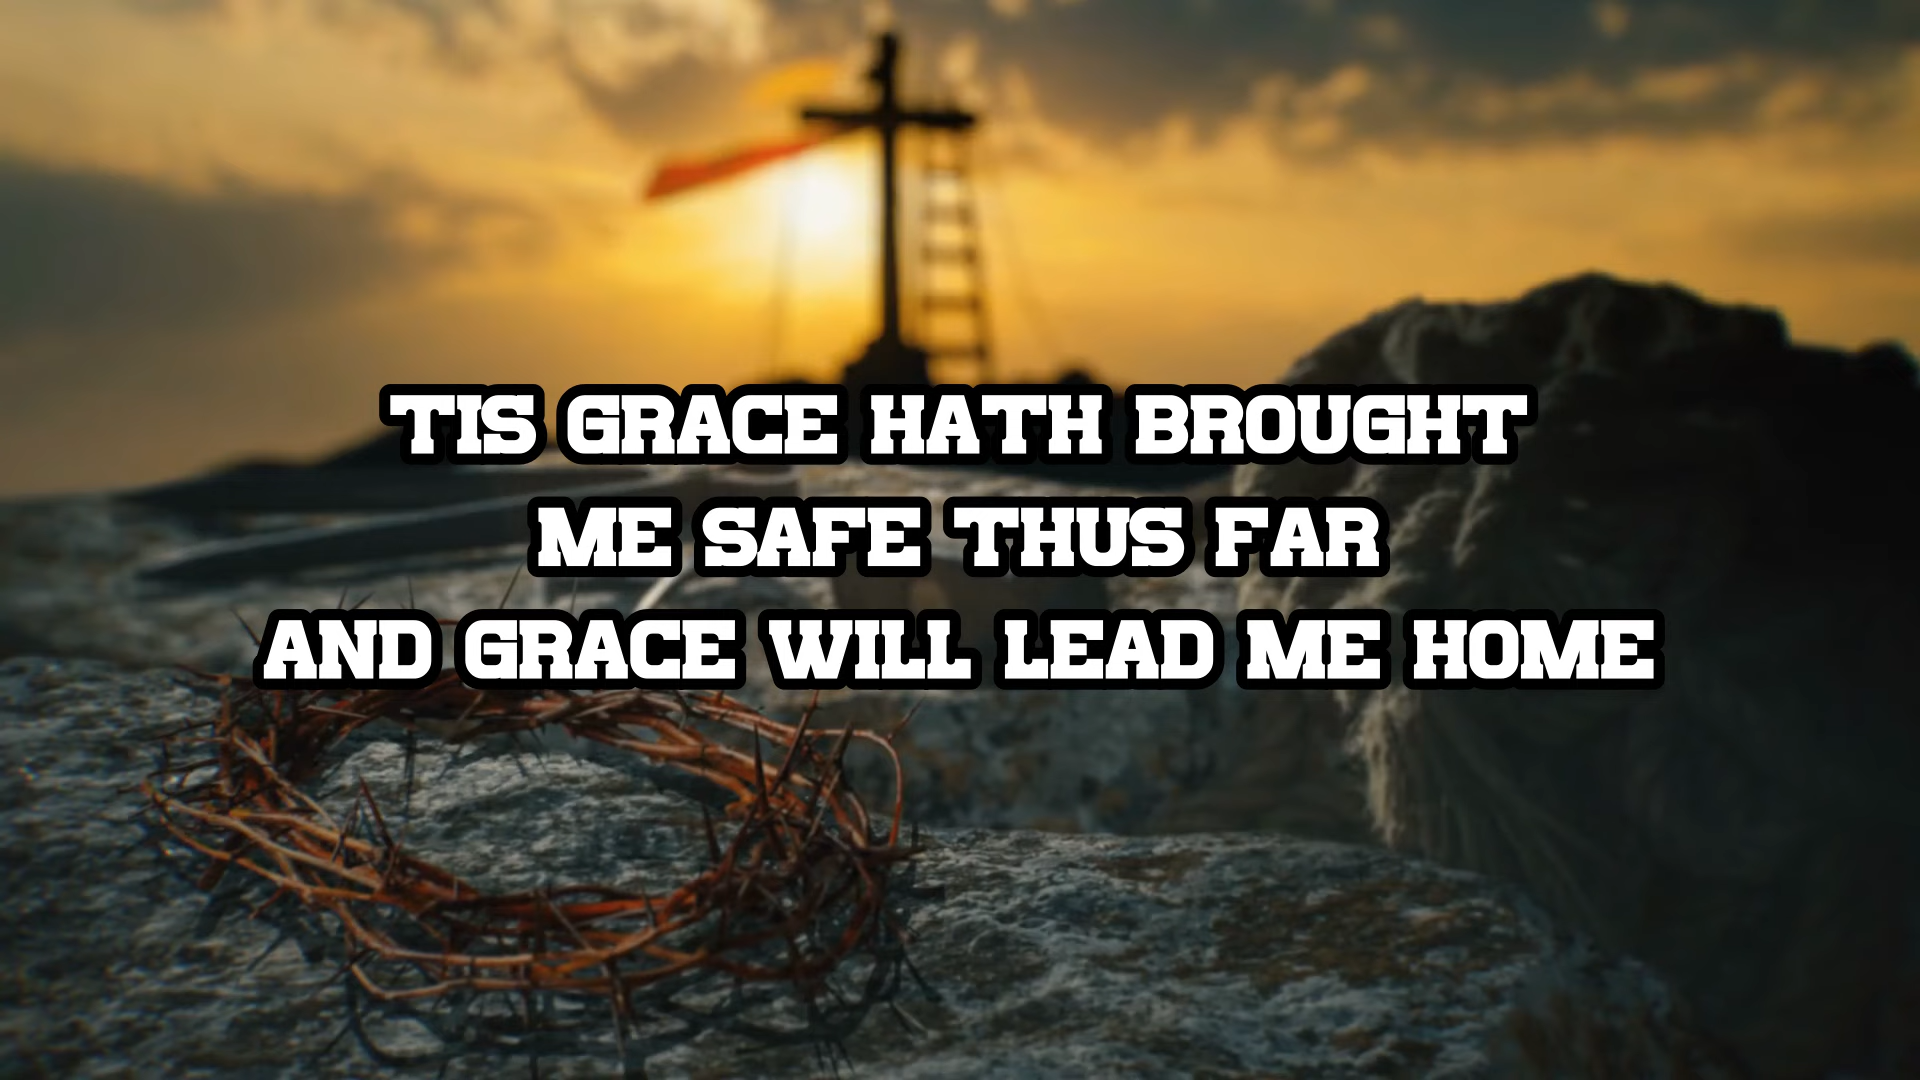 TIS GRACE HATH BROUGHT
ME SAFE THUS FAR
AND GRACE WILL LEAD ME HOME